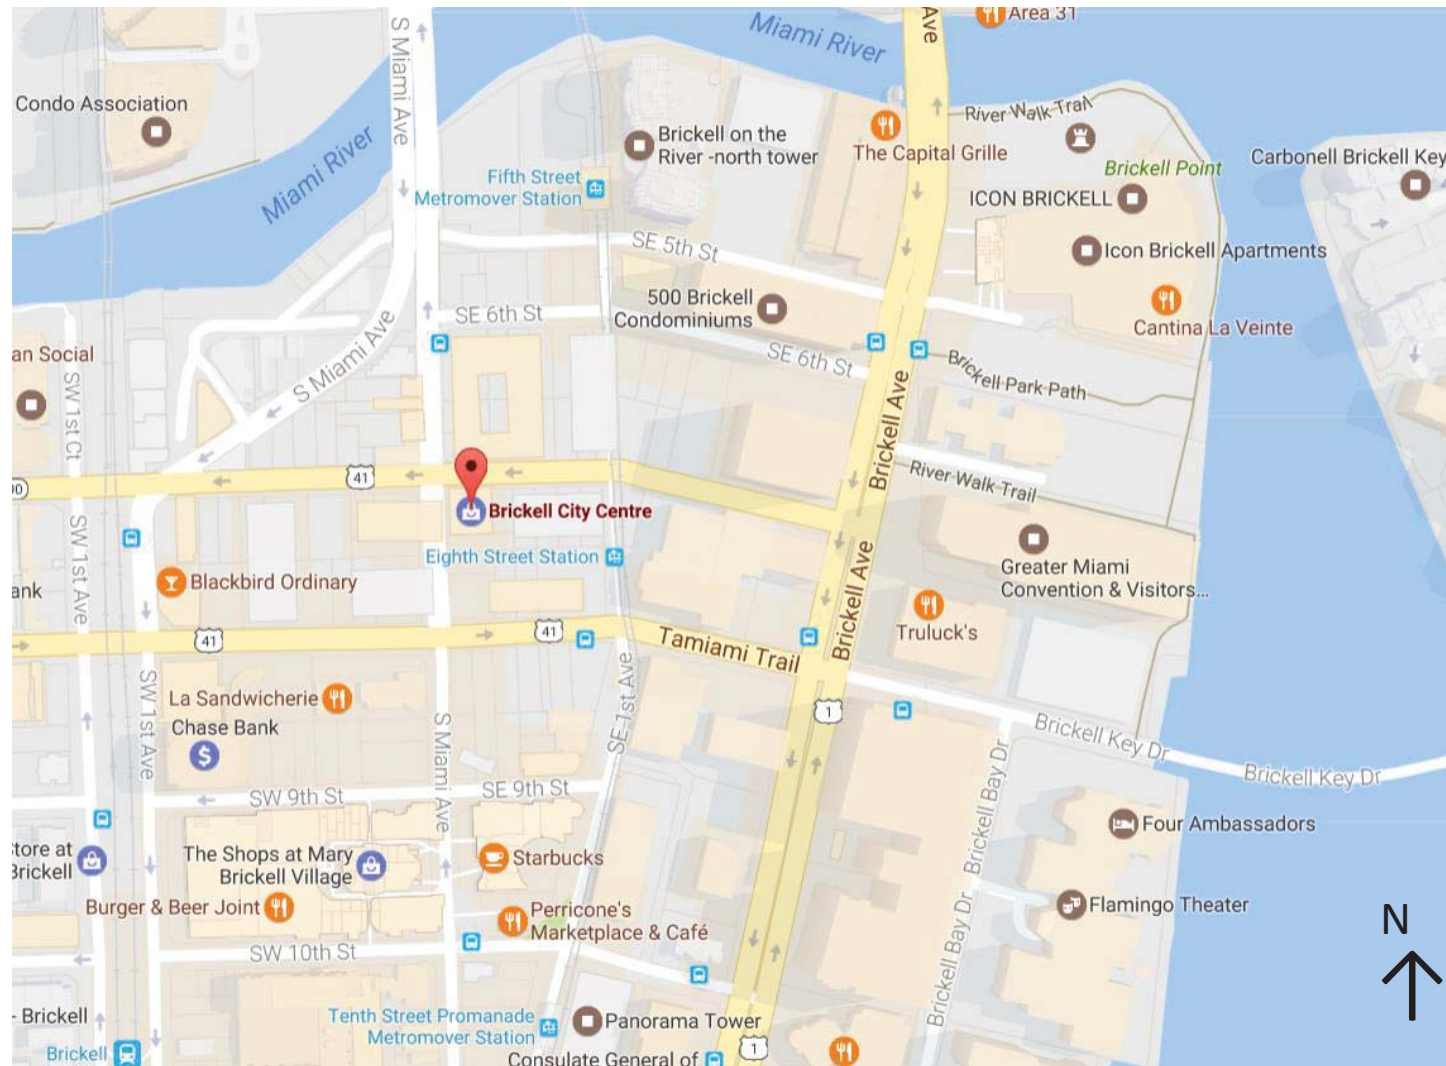 Area 31
Ave
S Miami Ave
Miami River
Condo Association
Miami River
Brickell on the
River -north tower
The Capital Grille
River Walk Trail
Brickell Point
Carbonell Brickell Key
Fifth Street
Metromover Station
ICON BRICKELL
SE 5th St
Icon Brickell Apartments
500 Brickell
Condominiums
SE 6th St
Cantina La Veinte
an Social
SW 1st Ct
S Miami Ave
SE 6th St
Brickell Park Path
Brickell Ave
41
River Walk Trail
Brickell City Centre
SW 1st Ave
Eighth Street Station
Greater Miami
Convention & Visitors...
Blackbird Ordinary
ank
Brickell Ave
Truluck's
41
41
Tamiami Trail
La Sandwicherie
Chase Bank
SW 1st Ave
S Miami Ave
SE 1st Ave
1
Brickell Key Dr
Brickell Key Dr
SW 9th St
SE 9th St
Brickell Bay Dr
Four Ambassadors
tore at
Brickell
The Shops at Mary
Brickell Village
Starbucks
Burger & Beer Joint
Perricone's
Marketplace & Café
Flamingo Theater
N
SW 10th St
Brickell Bay Dr
- Brickell
Tenth Street Promanade
Metromover Station
Panorama Tower
Brickell
Consulate General of
1